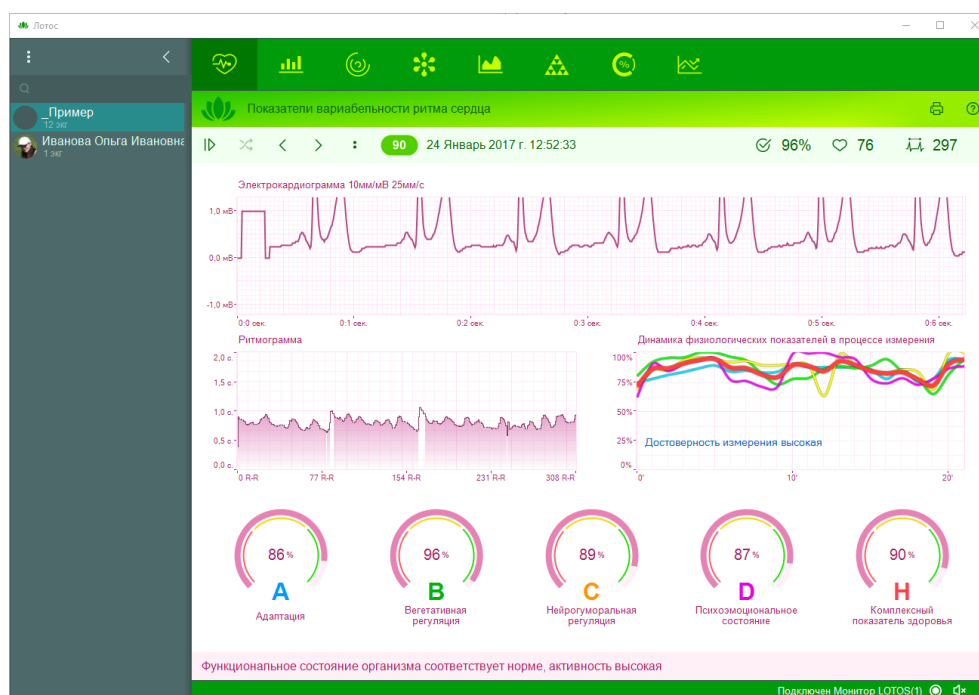 Лотос
_Пример
12 экг
Иванова Ольга Ивановна
1 экг
Показатели вариабельности ритма сердца
90 24 Январь 2017 г. 12:52:33 96% 76 297
Электрокардиограмма 10мм/мВ 25мм/с
1,0 мВ
0.0 мВ
-1,0 мВ
0:0 сек. 0:1 сек. 0:2 сек. 0:3 сек. 0:4 сек. 0:5 сек. 0:6 сек.
Ритмограмма
2,0 с.
1,5 с.
1,0 с.
0,5 с.
0,0 с.
0 R-R 77 R-R 154 R-R 231 R-R 308 R-R
Динамика физиологических показателей в процессе измерения
100%
75%
50%
25%
0%
Достоверность измерения высокая
0' 10' 20'
86% 96% 89% 87% 90%
A B C D H
Адаптация
Вегетативная
регуляция
Нейрогуморальная
регуляция
Психоэмоциональное
состояние
Комплексный
показатель здоровья
Функциональное состояние организма соответствует норме, активность высокая
Подключен Монитор LOTOS(1)